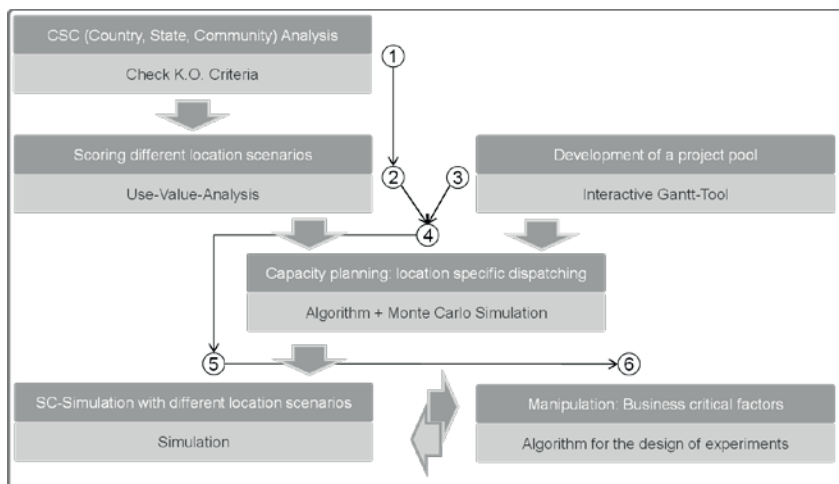 CSC (Country, State, Community) Analysis
①
Check K.O. Criteria
Scoring different location scenarios
Development of a project pool
②
③
Use-Value-Analysis
Interactive Gantt-Tool
④
Capacity planning: location specific dispatching
Algorithm + Monte Carlo Simulation
⑤
⑥
SC-Simulation with different location scenarios
Manipulation: Business critical factors
Simulation
Algorithm for the design of experiments